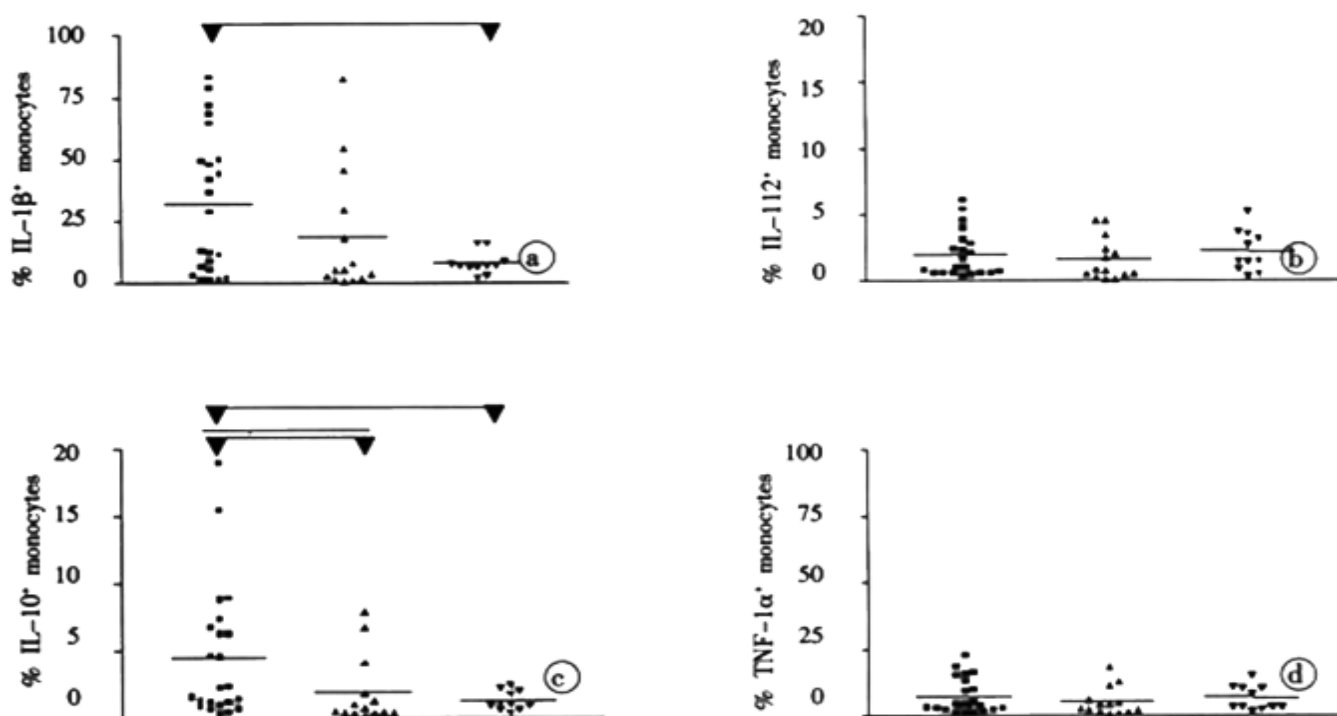 % IL-1β⁺ monocytes
100
75
50
25
0
a
% IL-112⁺ monocytes
20
15
10
5
0
b
% IL-10⁺ monocytes
20
15
10
5
0
c
% TNF-1α⁺ monocytes
100
75
50
25
0
d